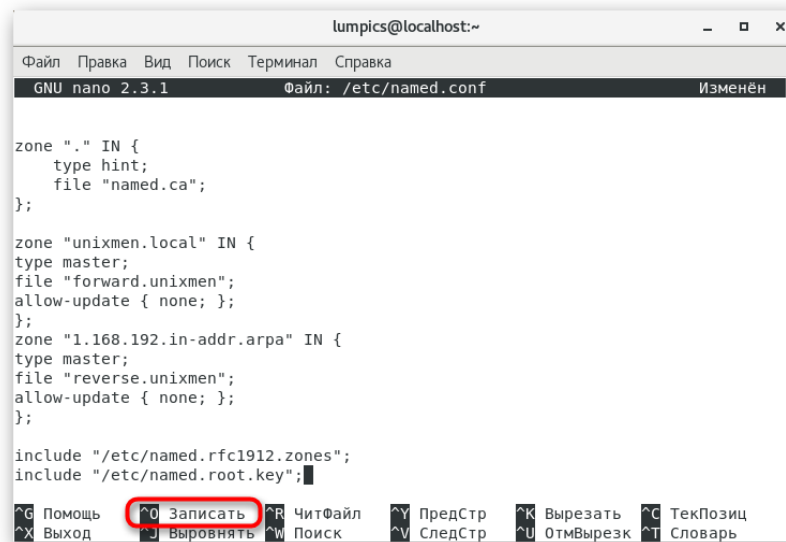 lumpics@localhost:~
Файл Правка Вид Поиск Терминал Справка
GNU nano 2.3.1 Файл: /etc/named.conf Изменён
zone "." IN {
    type hint;
    file "named.ca";
};
zone "unixmen.local" IN {
type master;
file "forward.unixmen";
allow-update { none; };
};
zone "1.168.192.in-addr.arpa" IN {
type master;
file "reverse.unixmen";
allow-update { none; };
};
include "/etc/named.rfc1912.zones";
include "/etc/named.root.key";
^G Помощь ^O Записать ^R ЧитФайл ^Y ПредСтр ^K Вырезать ^C ТекПозиц
^X Выход ^J Выровнять ^W Поиск ^V СледСтр ^U ОтмВырезк ^T Словарь